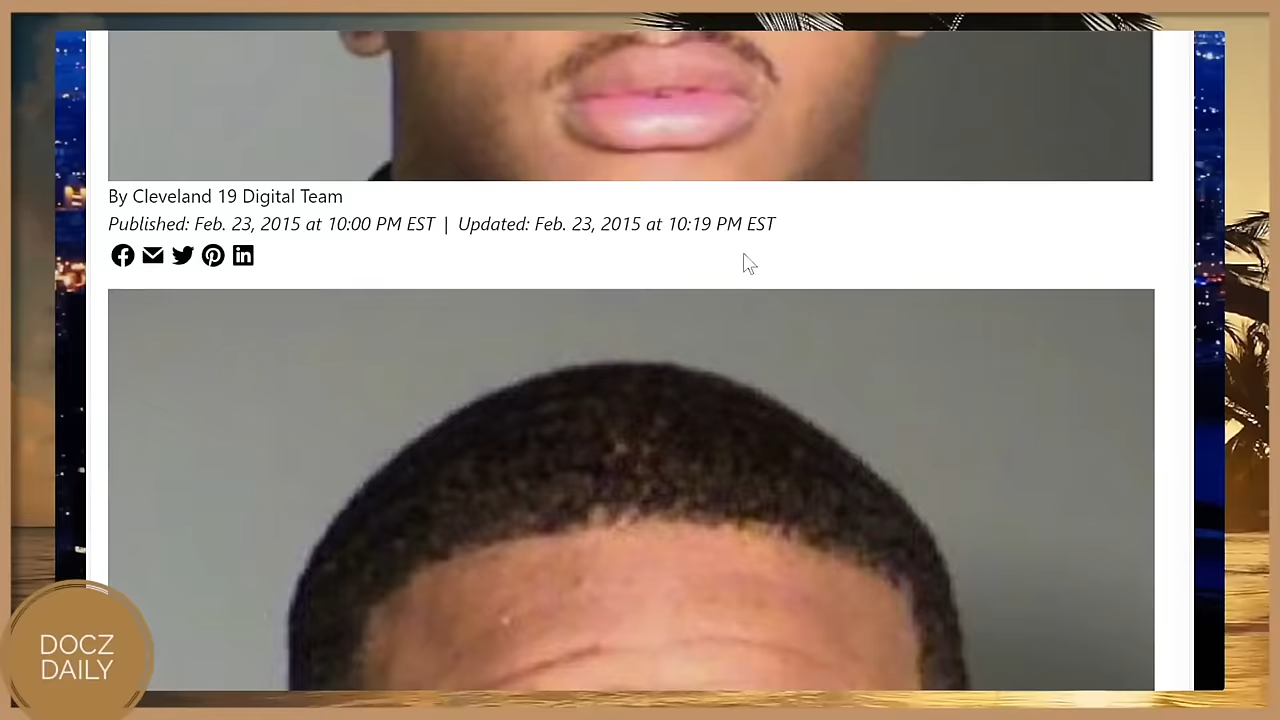 By Cleveland 19 Digital Team
Published: Feb. 23, 2015 at 10:00 PM EST | Updated: Feb. 23, 2015 at 10:19 PM EST
DOCZ
DAILY